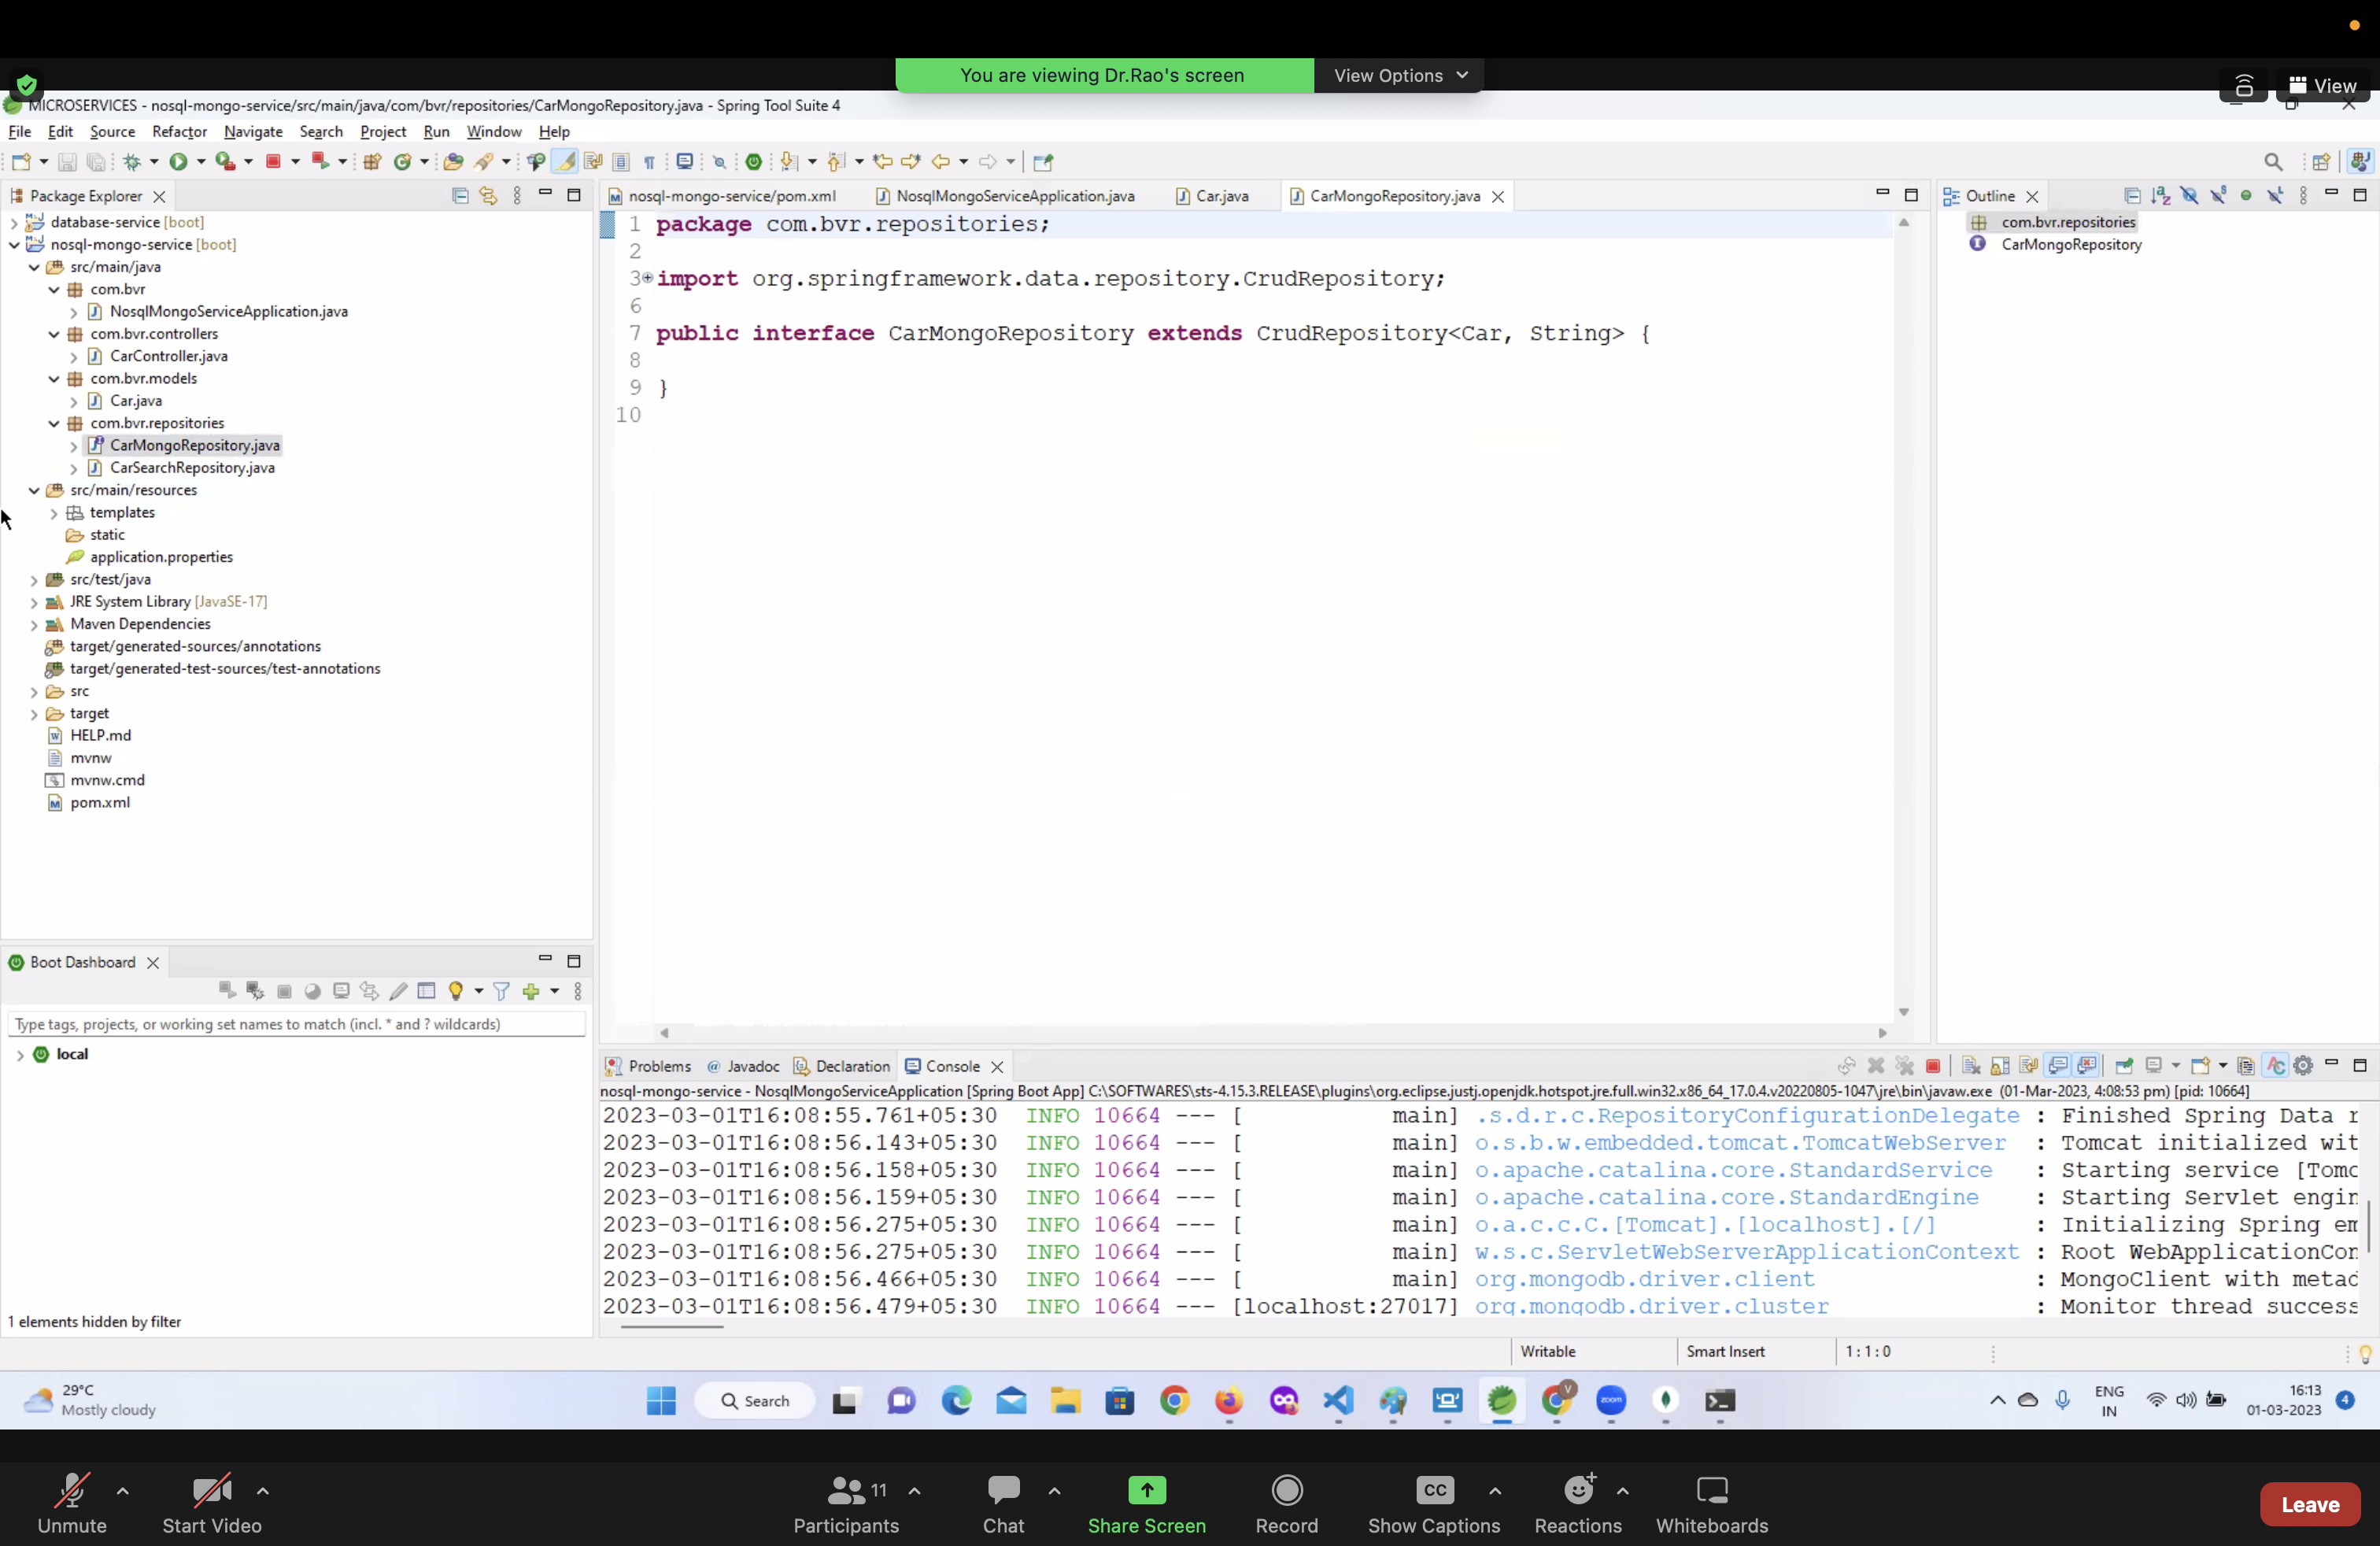 You are viewing Dr.Rao's screen
View Options
View
MICROSERVICES - nosql-mongo-service/src/main/java/com/bvr/repositories/CarMongoRepository.java - Spring Tool Suite 4
File Edit Source Refactor Navigate Search Project Run Window Help
Package Explorer
database-service [boot]
nosql-mongo-service [boot]
src/main/java
com.bvr
NosqlMongoServiceApplication.java
com.bvr.controllers
CarController.java
com.bvr.models
Car.java
com.bvr.repositories
CarMongoRepository.java
CarSearchRepository.java
src/main/resources
templates
static
application.properties
src/test/java
JRE System Library [JavaSE-17]
Maven Dependencies
target/generated-sources/annotations
target/generated-test-sources/test-annotations
src
target
HELP.md
mvnw
mvnw.cmd
pom.xml
nosql-mongo-service/pom.xml NosqlMongoServiceApplication.java Car.java CarMongoRepository.java
1 package com.bvr.repositories;
2
3 import org.springframework.data.repository.CrudRepository;
6
7 public interface CarMongoRepository extends CrudRepository<Car, String> {
8
9 }
10
Outline
com.bvr.repositories
CarMongoRepository
Boot Dashboard
Type tags, projects, or working set names to match (incl. * and ? wildcards)
local
1 elements hidden by filter
Problems @ Javadoc Declaration Console
nosql-mongo-service - NosqlMongoServiceApplication [Spring Boot App] C:\SOFTWARES\sts-4.15.3.RELEASE\plugins\org.eclipse.justj.openjdk.hotspot.jre.full.win32.x86_64_17.0.4.v20220805-1047\jre\bin\javaw.exe (01-Mar-2023, 4:08:53 pm) [pid: 10664]
2023-03-01T16:08:55.761+05:30 INFO 10664 --- [ main] .s.d.r.c.RepositoryConfigurationDelegate : Finished Spring Data r
2023-03-01T16:08:56.143+05:30 INFO 10664 --- [ main] o.s.b.w.embedded.tomcat.TomcatWebServer : Tomcat initialized wit
2023-03-01T16:08:56.158+05:30 INFO 10664 --- [ main] o.apache.catalina.core.StandardService : Starting service [Tomc
2023-03-01T16:08:56.159+05:30 INFO 10664 --- [ main] o.apache.catalina.core.StandardEngine : Starting Servlet engin
2023-03-01T16:08:56.275+05:30 INFO 10664 --- [ main] o.a.c.c.C.[Tomcat].[localhost].[/] : Initializing Spring em
2023-03-01T16:08:56.275+05:30 INFO 10664 --- [ main] w.s.c.ServletWebServerApplicationContext : Root WebApplicationCon
2023-03-01T16:08:56.466+05:30 INFO 10664 --- [ main] org.mongodb.driver.client : MongoClient with metad
2023-03-01T16:08:56.479+05:30 INFO 10664 --- [localhost:27017] org.mongodb.driver.cluster : Monitor thread success
Writable Smart Insert 1 : 1 : 0
29°C
Mostly cloudy
Search
zoom
V
ENG
IN
16:13
01-03-2023
4
Unmute
Start Video
11
Participants
Chat
Share Screen
Record
CC
Show Captions
Reactions
Whiteboards
Leave